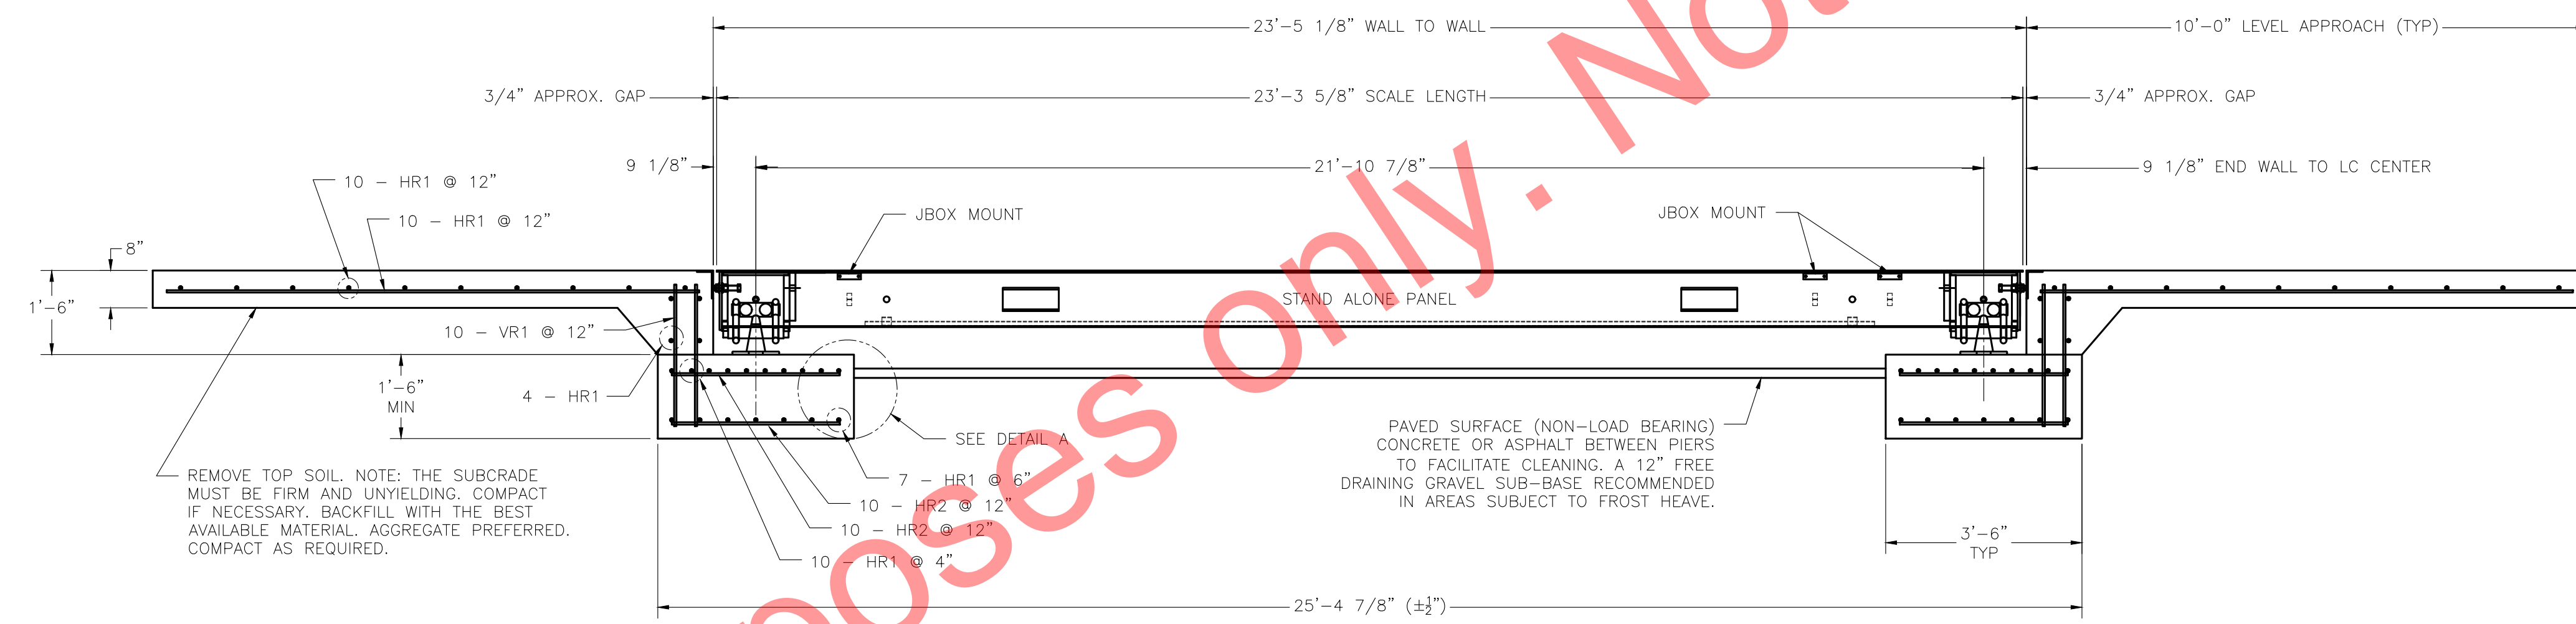 23'-5 1/8" WALL TO WALL
10'-0" LEVEL APPROACH (TYP)
3/4" APPROX. GAP
23'-3 5/8" SCALE LENGTH
3/4" APPROX. GAP
9 1/8"
21'-10 7/8"
9 1/8" END WALL TO LC CENTER
10 - HR1 @ 12"
10 - HR1 @ 12"
JBOX MOUNT
JBOX MOUNT
8"
1'-6"
STAND ALONE PANEL
10 - VR1 @ 12"
1'-6"
MIN
4 - HR1
SEE DETAIL A
PAVED SURFACE (NON-LOAD BEARING)
CONCRETE OR ASPHALT BETWEEN PIERS
TO FACILITATE CLEANING. A 12" FREE
DRAINING GRAVEL SUB-BASE RECOMMENDED
IN AREAS SUBJECT TO FROST HEAVE.
REMOVE TOP SOIL. NOTE: THE SUBCRADE
MUST BE FIRM AND UNYIELDING. COMPACT
IF NECESSARY. BACKFILL WITH THE BEST
AVAILABLE MATERIAL. AGGREGATE PREFERRED.
COMPACT AS REQUIRED.
7 - HR1 @ 6"
10 - HR2 @ 12"
10 - HR2 @ 12"
10 - HR1 @ 4"
3'-6"
TYP
25'-4 7/8" (±½")
poses only. Not